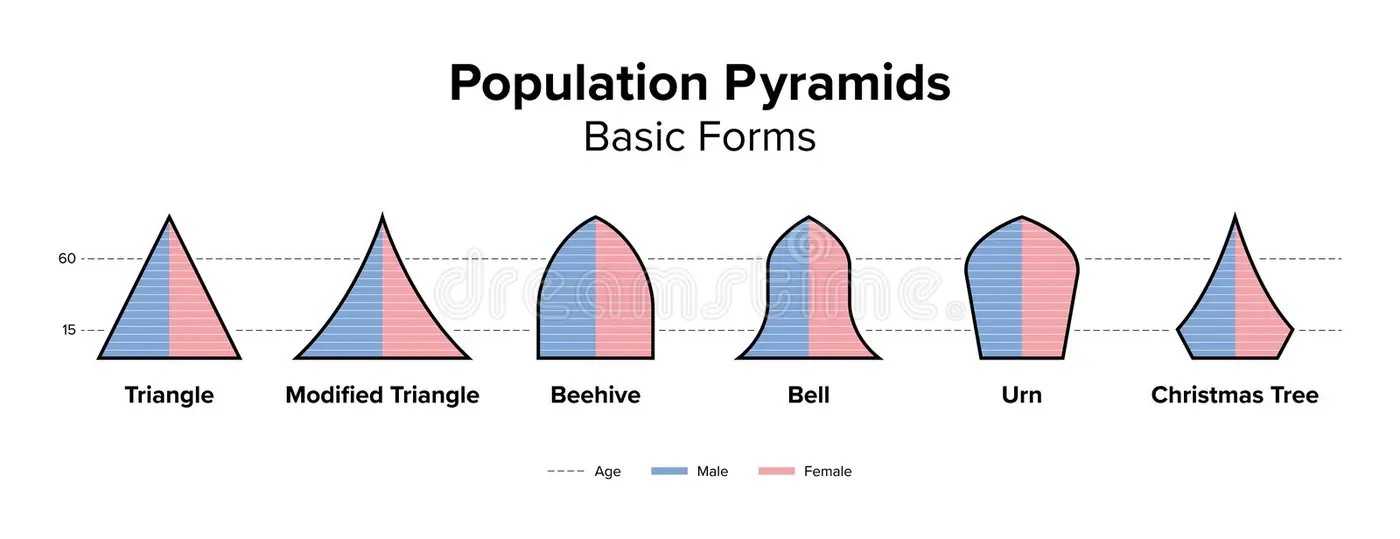 Population Pyramids
Basic Forms
60
15
dreamstime.
Triangle
Modified Triangle
Beehive
Bell
Urn
Christmas Tree
Age
Male
Female